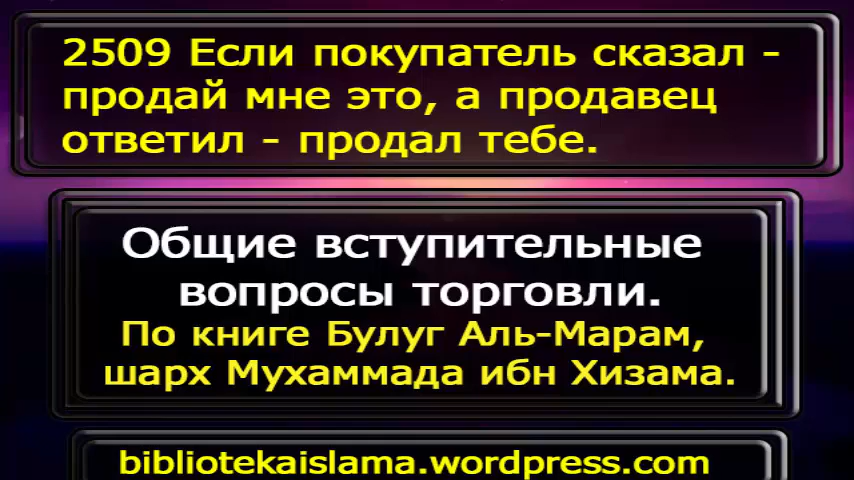 2509 Если покупатель сказал -
продай мне это, а продавец
ответил - продал тебе.
Общие вступительные
вопросы торговли.
По книге Булуг Аль-Марам,
шарх Мухаммада ибн Хизама.
bibliotekaislama.wordpress.com